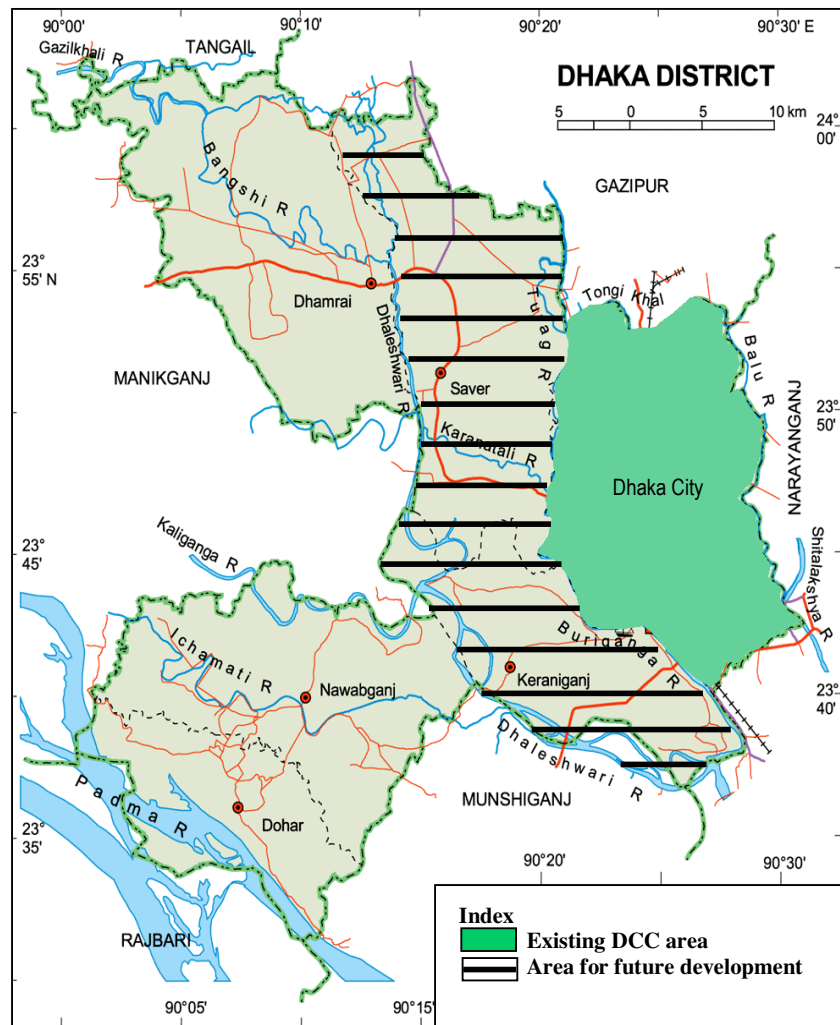 90°00'
90°10'
90°20'
90°30' E
Gazilkhali R
TANGAIL
DHAKA DISTRICT
5 0 5 10 km
24°
00'
Bangshi R
GAZIPUR
23°
55' N
Dhamrai
Tongi Khal
Turag R
Dhaleshwari R
Balu R
MANIKGANJ
Saver
23°
50'
Karanatali R
Dhaka City
NARAYANGANJ
Kaliganga R
23°
45'
Shitalakshya R
Ichamati R
Buriganga R
Nawabganj
Keraniganj
23°
40'
Dhaleshwari R
Padma R
MUNSHIGANJ
Dohar
23°
35'
90°20'
90°30'
RAJBARI
Index
Existing DCC area
Area for future development
90°05'
90°15'